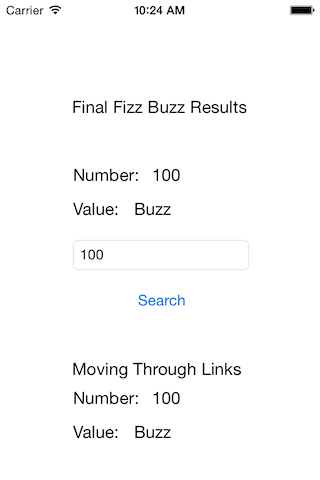 Carrier 10:24 AM
Final Fizz Buzz Results
Number: 100
Value: Buzz
100
Search
Moving Through Links
Number: 100
Value: Buzz